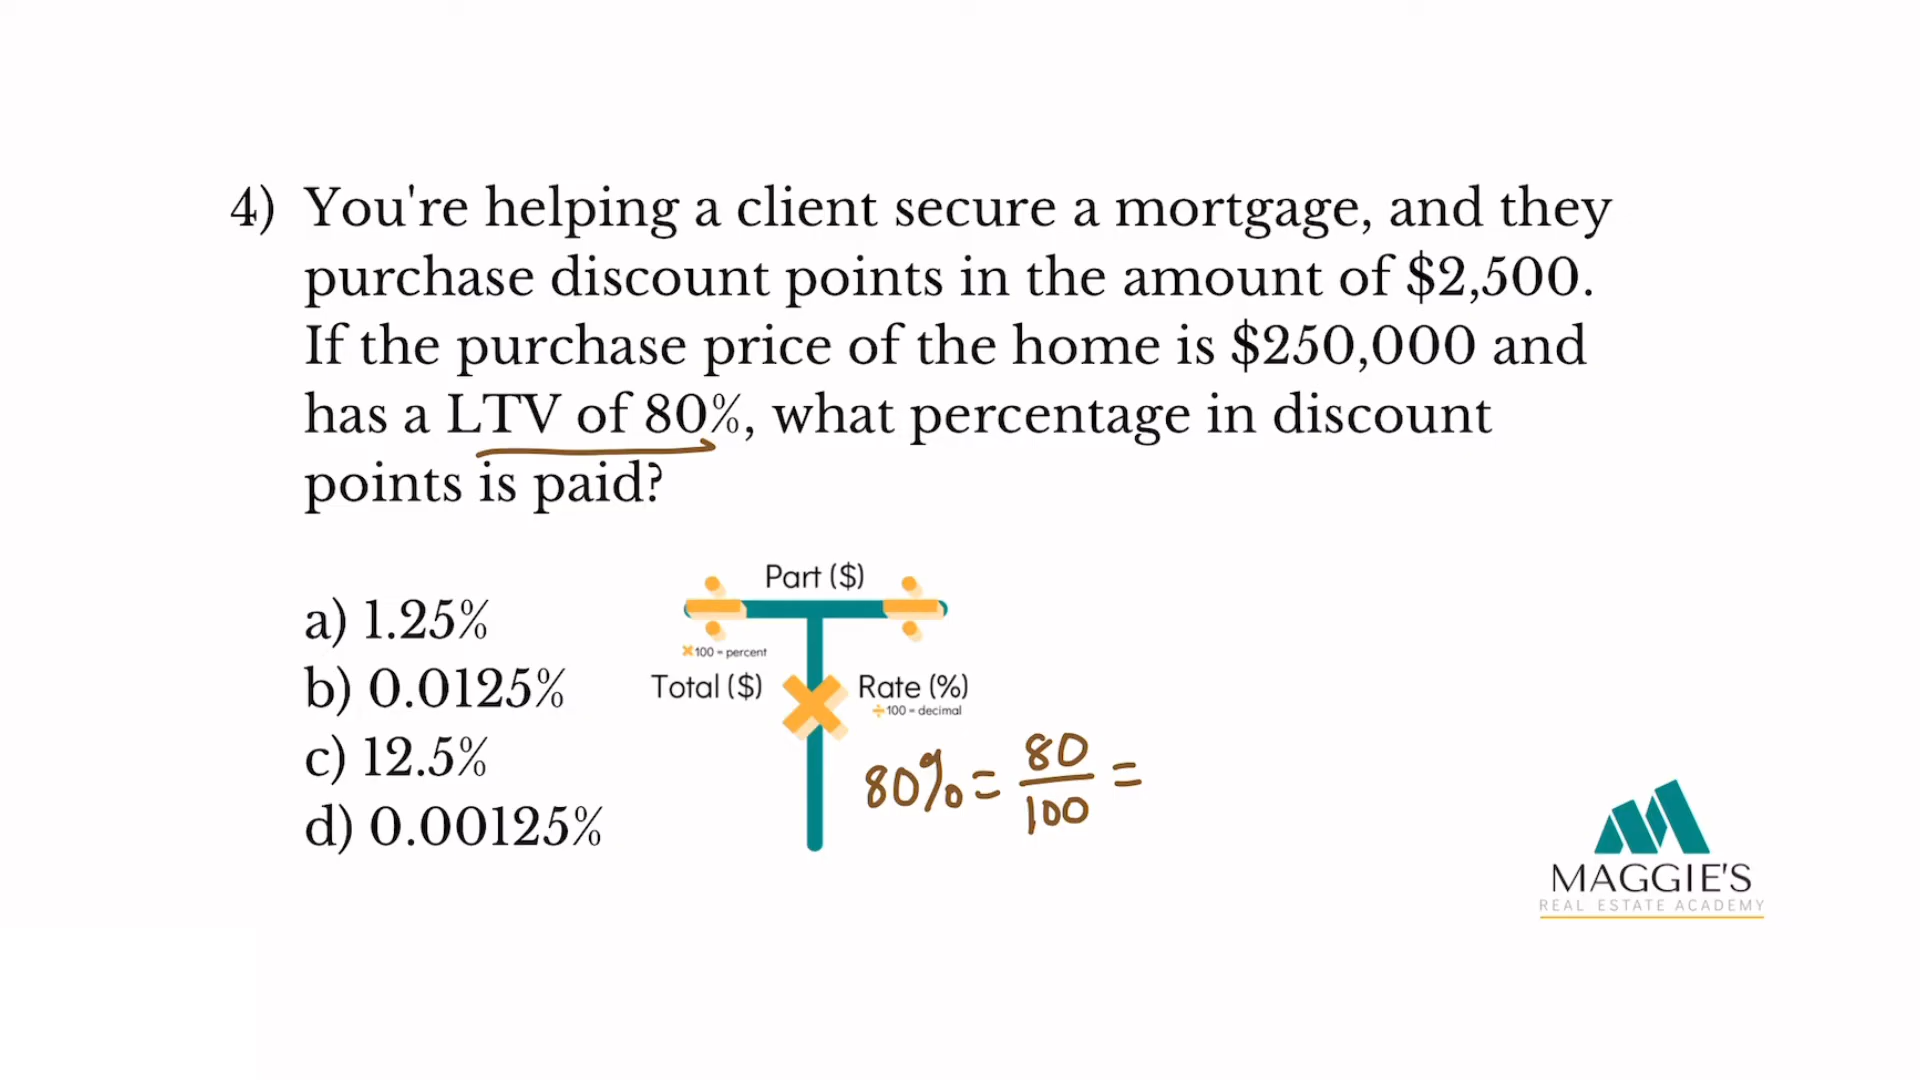 4) You're helping a client secure a mortgage, and they
purchase discount points in the amount of $2,500.
If the purchase price of the home is $250,000 and
has a LTV of 80%, what percentage in discount
points is paid?
a) 1.25%
b) 0.0125%
c) 12.5%
d) 0.00125%
Part ($)
÷ ÷
×100 = percent
Total ($) × Rate (%)
÷100 = decimal
80% = 80/100 =
MAGGIE'S
REAL ESTATE ACADEMY